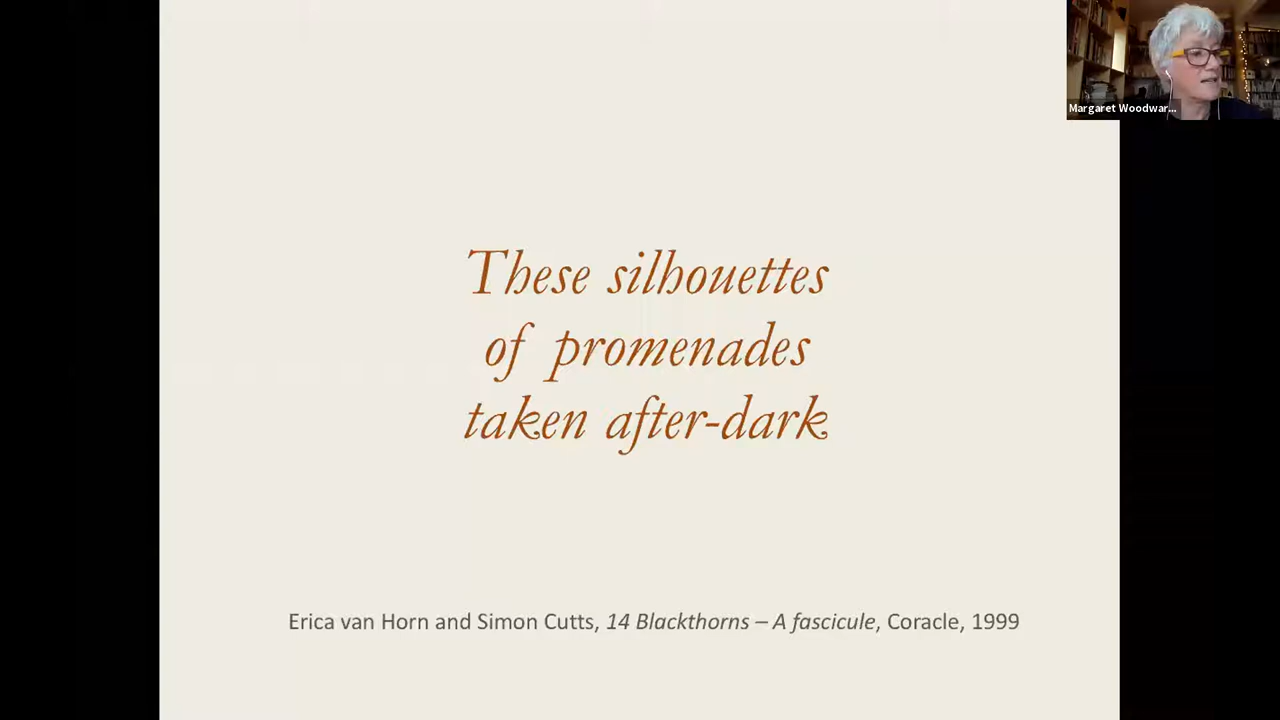 These silhouettes
of promenades
taken after-dark
Erica van Horn and Simon Cutts, 14 Blackthorns – A fascicule, Coracle, 1999
Margaret Woodwar...